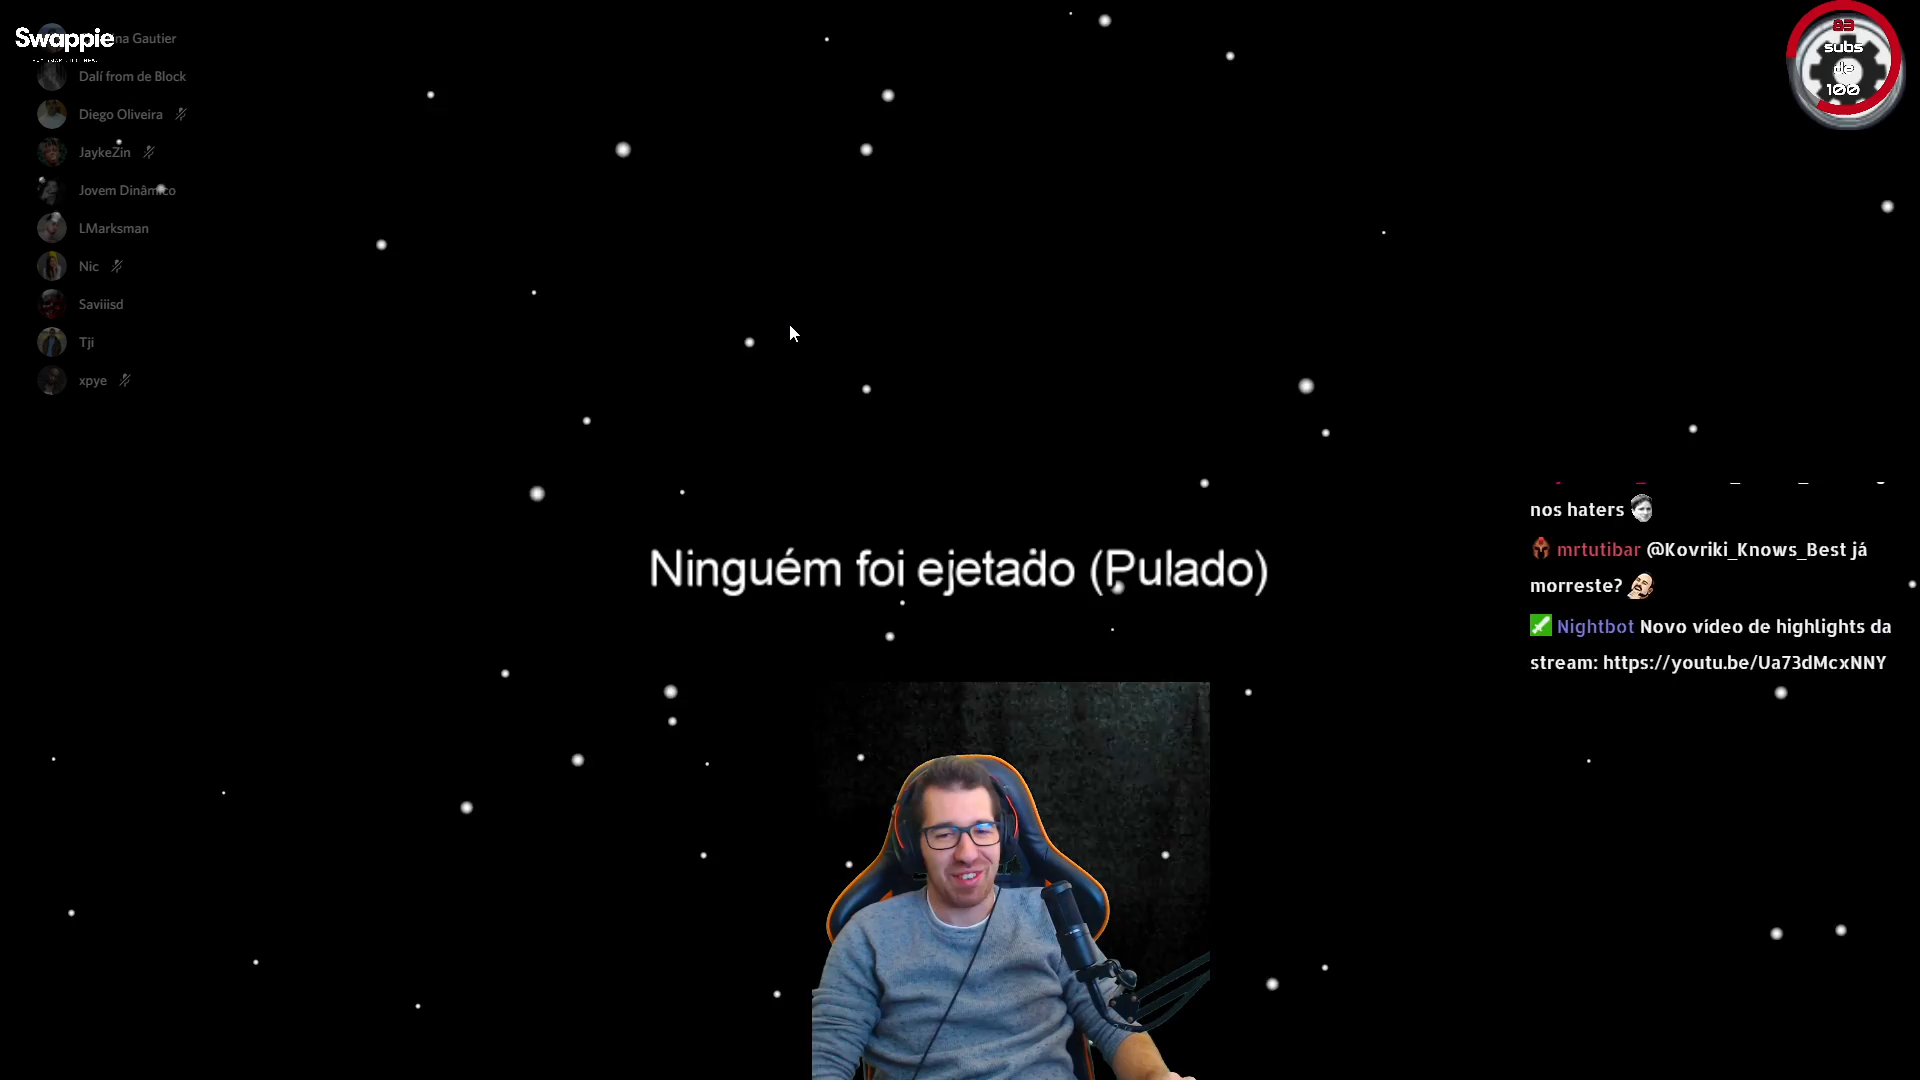 Swappie
na Gautier
Dalí from de Block
Diego Oliveira
JaykeZin
Jovem Dinâmico
LMarksman
Nic
Saviiisd
Tji
xpye
83
subs
de
100
Ninguém foi ejetado (Pulado)
nos haters
mrtutibar @Kovriki_Knows_Best já
morreste?
Nightbot Novo vídeo de highlights da
stream: https://youtu.be/Ua73dMcxNNY